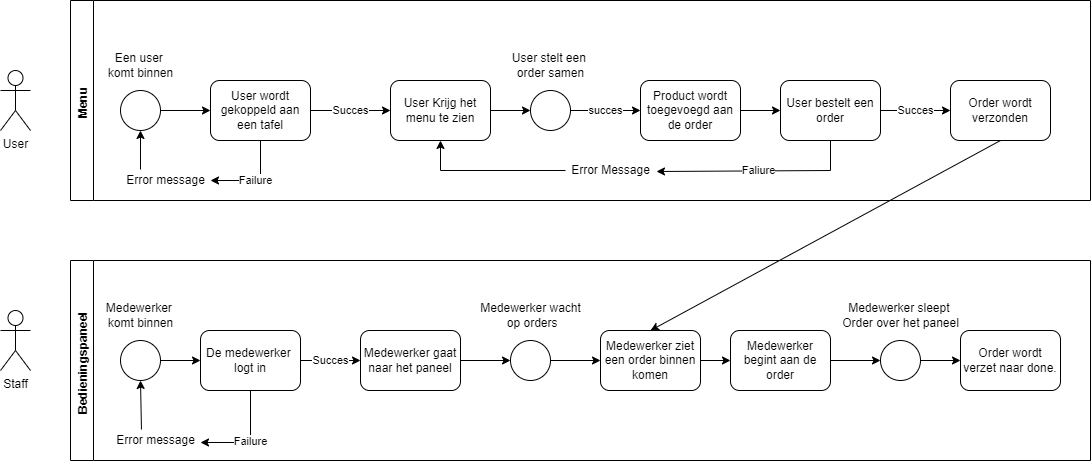 Menu
User
Een user
komt binnen
User wordt
gekoppeld aan
een tafel
Succes
Failure
Error message
User Krijg het
menu te zien
User stelt een
order samen
succes
Product wordt
toegevoegd aan
de order
User bestelt een
order
Succes
Faliure
Error Message
Order wordt
verzonden
Bedieningspaneel
Staff
Medewerker
komt binnen
De medewerker
logt in
Succes
Failure
Error message
Medewerker gaat
naar het paneel
Medewerker wacht
op orders
Medewerker ziet
een order binnen
komen
Medewerker
begint aan de
order
Medewerker sleept
Order over het paneel
Order wordt
verzet naar done.